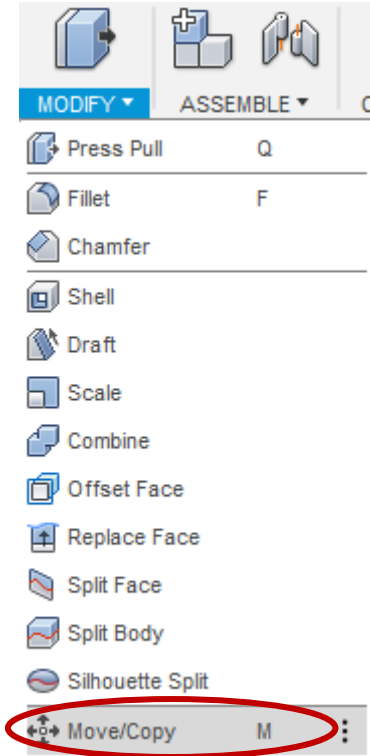 MODIFY ASSEMBLE
Press Pull Q
Fillet F
Chamfer
Shell
Draft
Scale
Combine
Offset Face
Replace Face
Split Face
Split Body
Silhouette Split
Move/Copy M